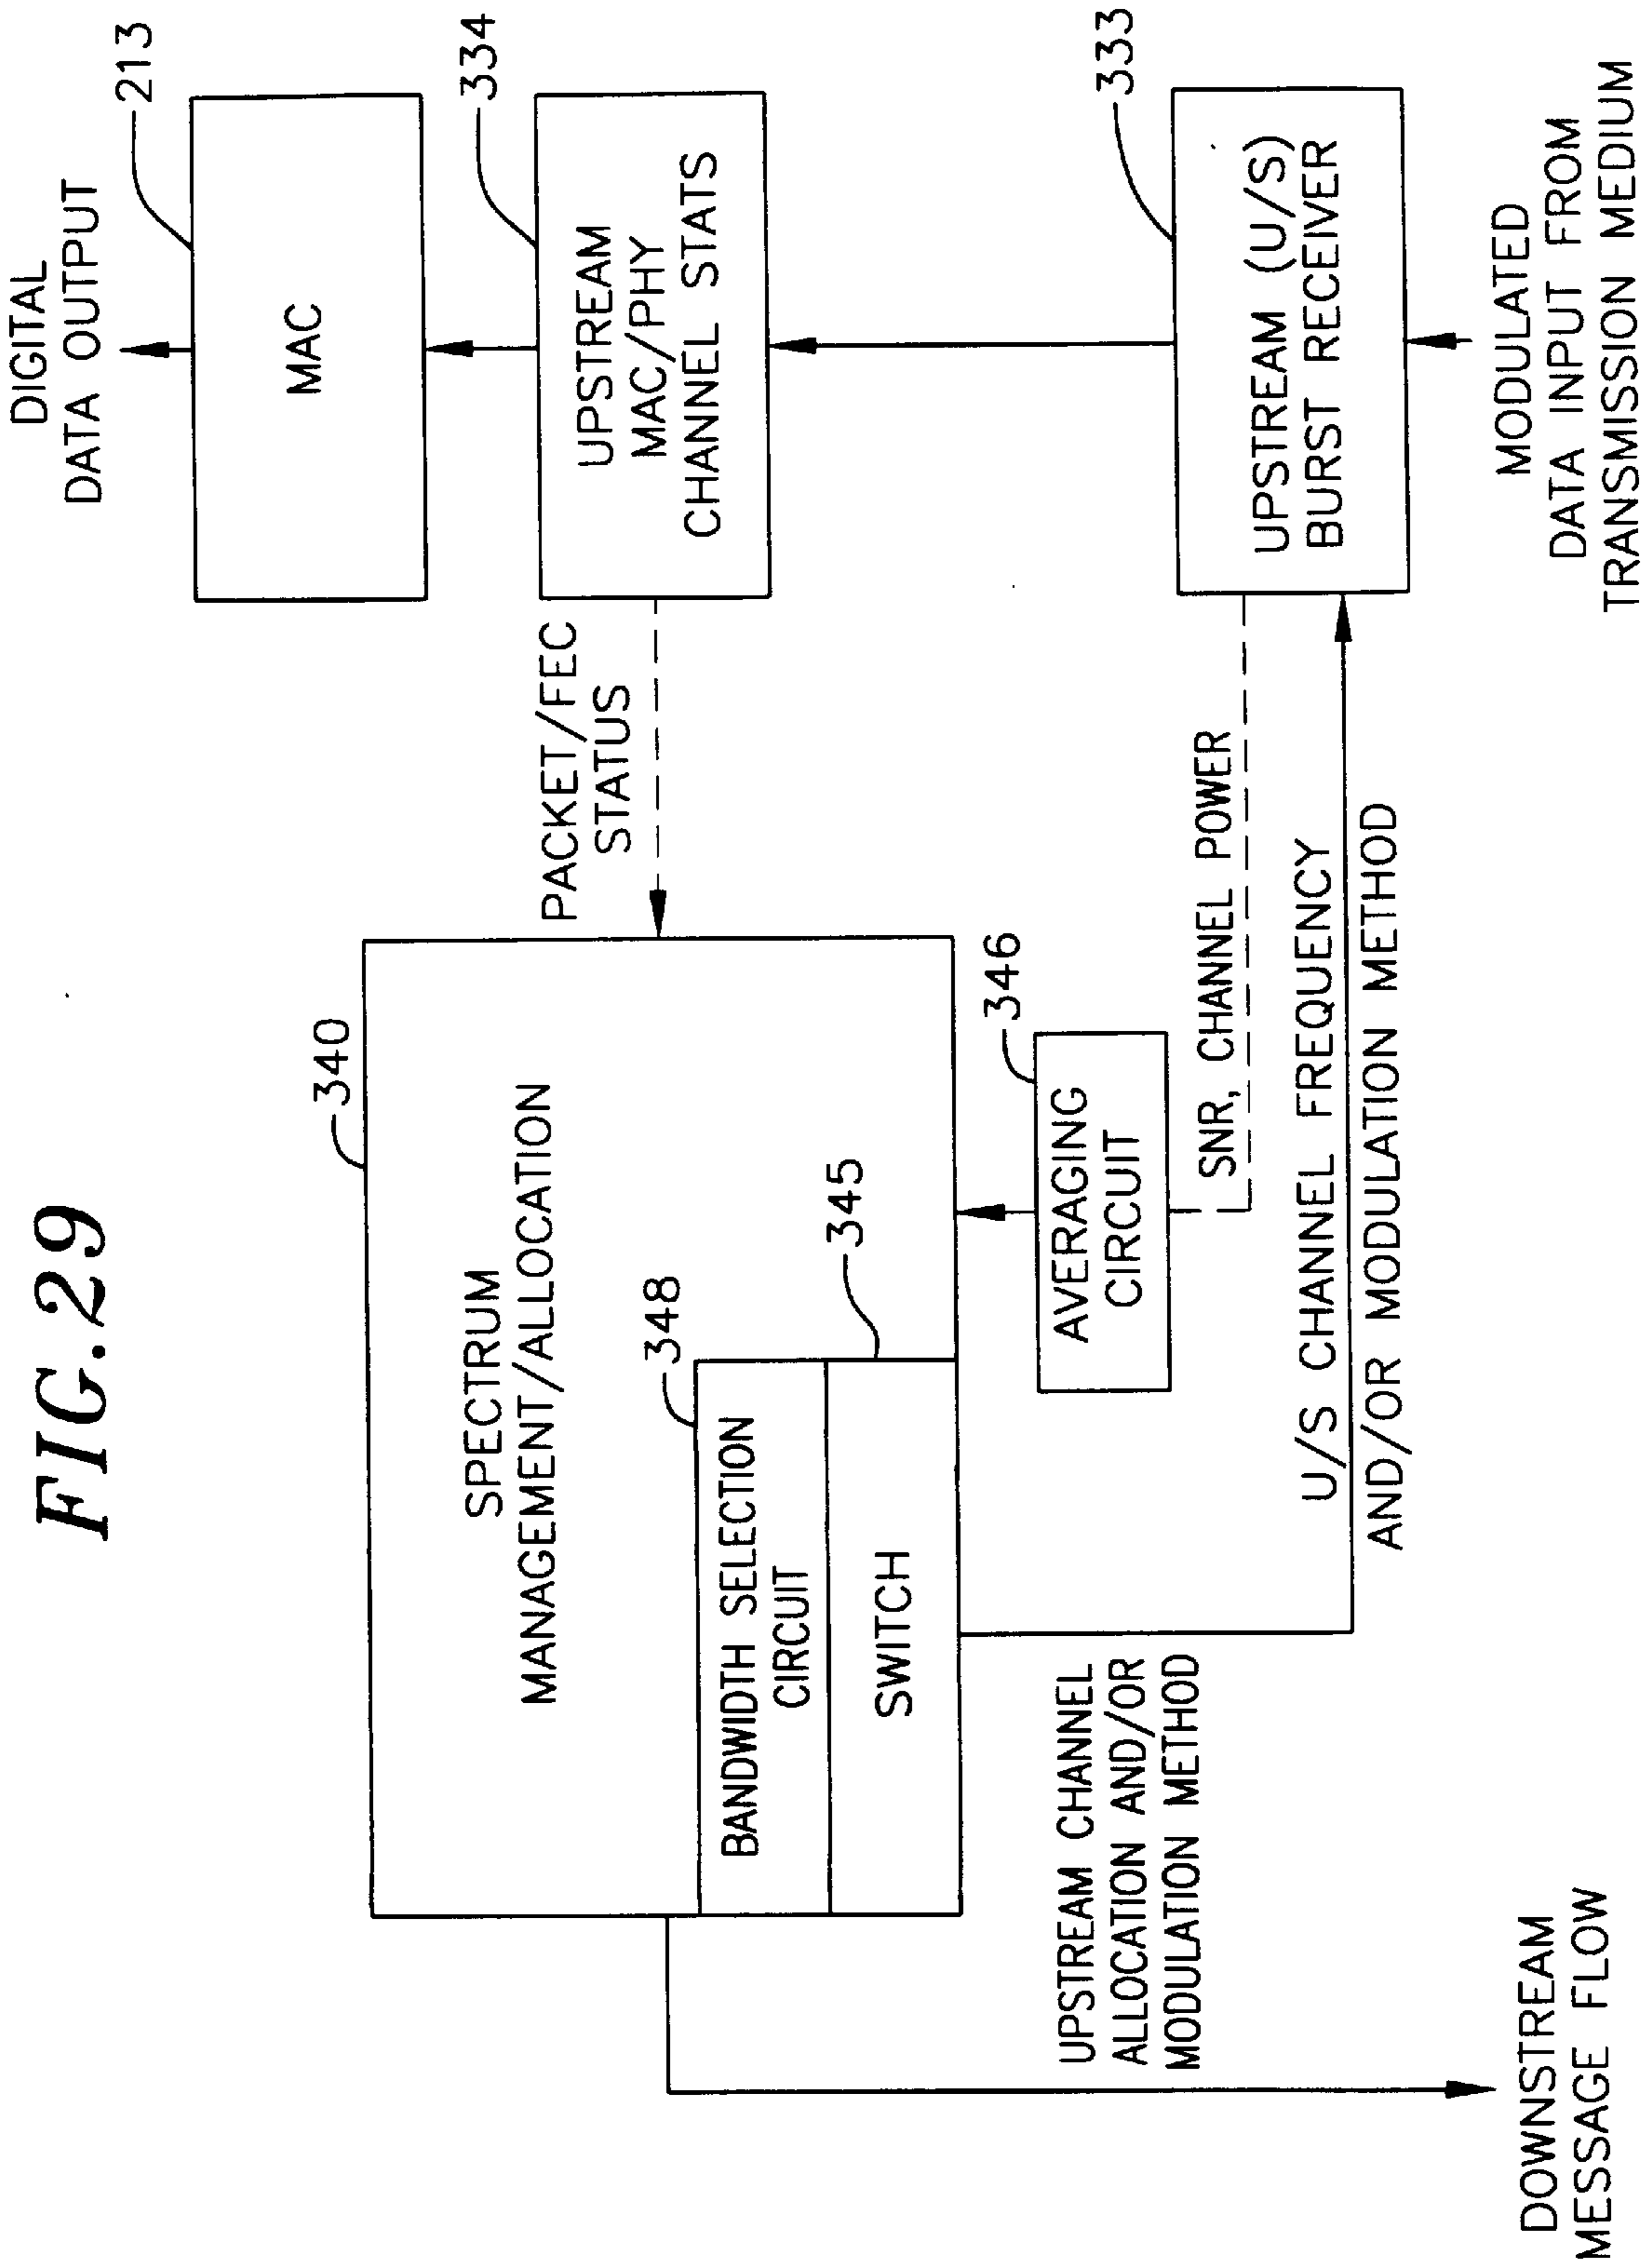 FIG. 29
DIGITAL
DATA OUTPUT
213
MAC
334
UPSTREAM
MAC/PHY
CHANNEL STATS
PACKET/FEC
STATUS
340
SPECTRUM
MANAGEMENT/ALLOCATION
348
BANDWIDTH SELECTION
CIRCUIT
345
SWITCH
346
AVERAGING
CIRCUIT
SNR, CHANNEL POWER
333
UPSTREAM (U/S)
BURST RECEIVER
U/S CHANNEL FREQUENCY
AND/OR MODULATION METHOD
UPSTREAM CHANNEL
ALLOCATION AND/OR
MODULATION METHOD
MODULATED
DATA INPUT FROM
TRANSMISSION MEDIUM
DOWNSTREAM
MESSAGE FLOW